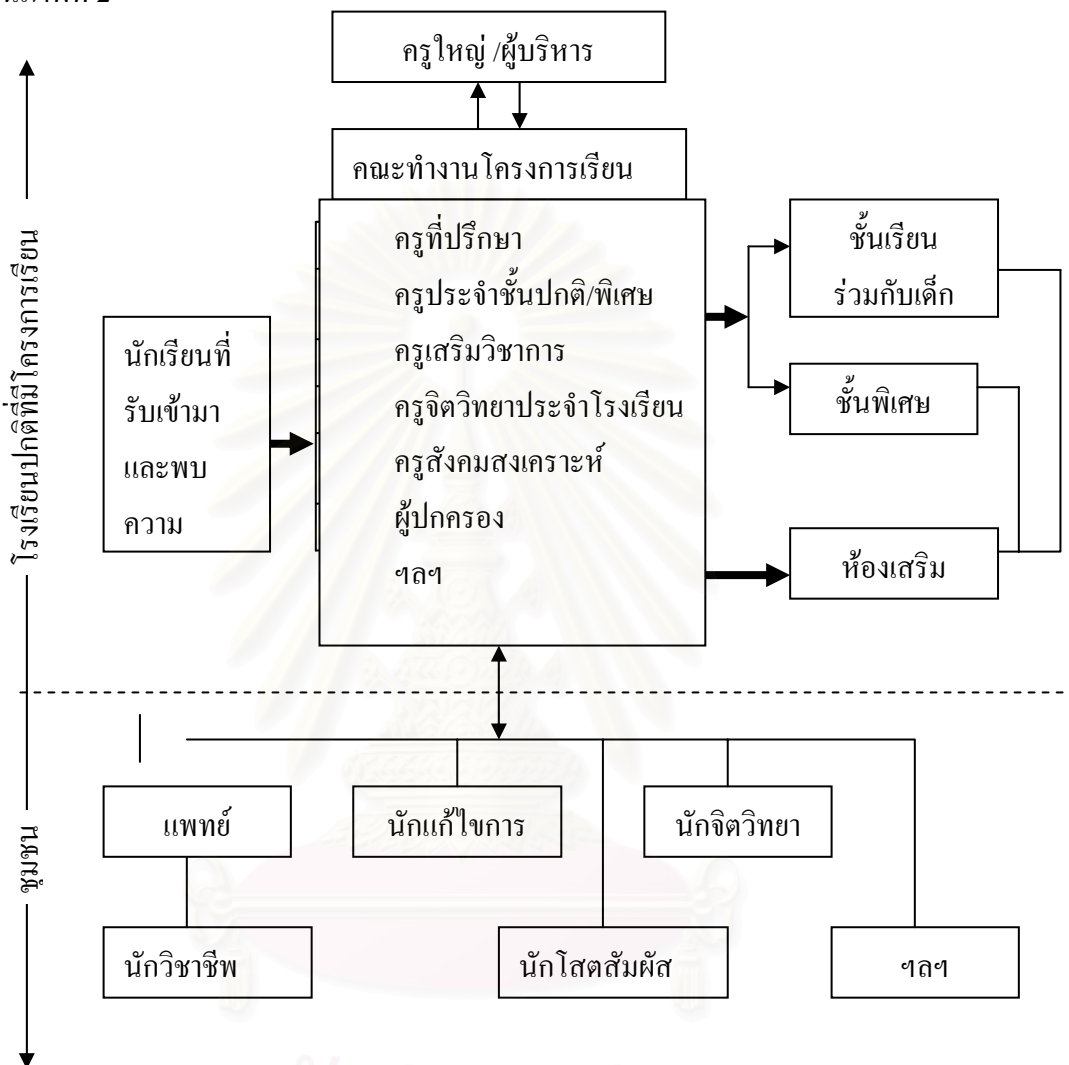 ครูใหญ่ /ผู้บริหาร
คณะทำงานโครงการเรียน
ครูที่ปรึกษา
ครูประจำชั้นปกติ/พิเศษ
ครูเสริมวิชาการ
ครูจิตวิทยาประจำโรงเรียน
ครูสังคมสงเคราะห์
ผู้ปกครอง
ฯลฯ
นักเรียนที่
รับเข้ามา
และพบ
ความ
ชั้นเรียน
ร่วมกับเด็ก
ชั้นพิเศษ
ห้องเสริม
โรงเรียนปกติที่มีโครงการเรียน
ชุมชน
แพทย์
นักแก้ไขการ
นักจิตวิทยา
นักวิชาชีพ
นักโสตสัมผัส
ฯลฯ